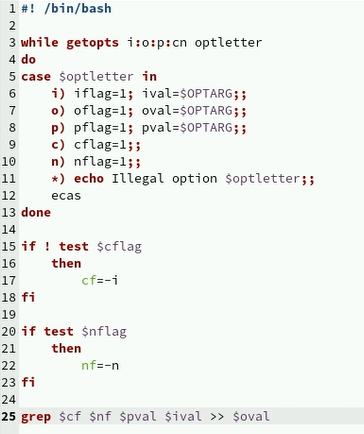 1 #! /bin/bash
2
3 while getopts i:o:p:cn optletter
4 do
5 case $optletter in
6     i) iflag=1; ival=$OPTARG;;
7     o) oflag=1; oval=$OPTARG;;
8     p) pflag=1; pval=$OPTARG;;
9     c) cflag=1;;
10     n) nflag=1;;
11     *) echo Illegal option $optletter;;
12     ecas
13 done
14
15 if ! test $cflag
16     then
17         cf=-i
18 fi
19
20 if test $nflag
21     then
22         nf=-n
23 fi
24
25 grep $cf $nf $pval $ival >> $oval